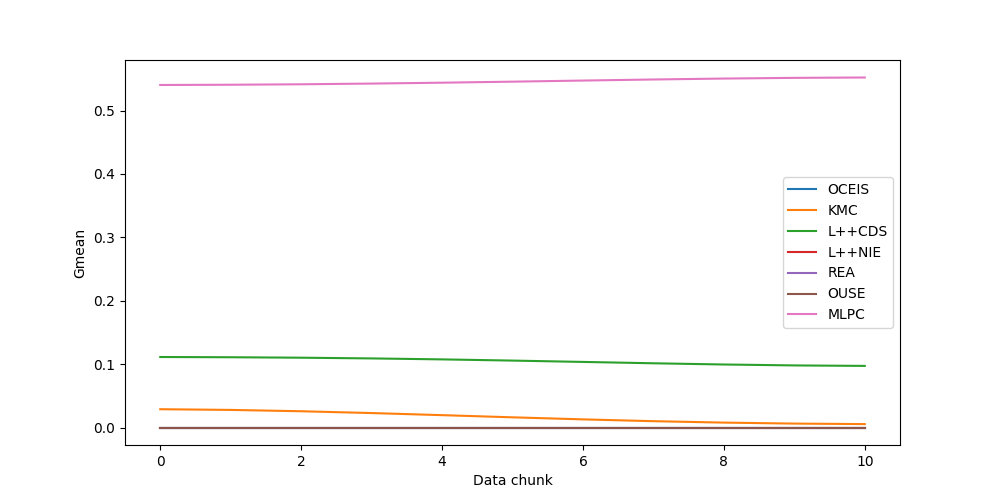 Gmean
0.5
0.4
0.3
0.2
0.1
0.0
0 2 4 6 8 10
Data chunk
OCEIS
KMC
L++CDS
L++NIE
REA
OUSE
MLPC